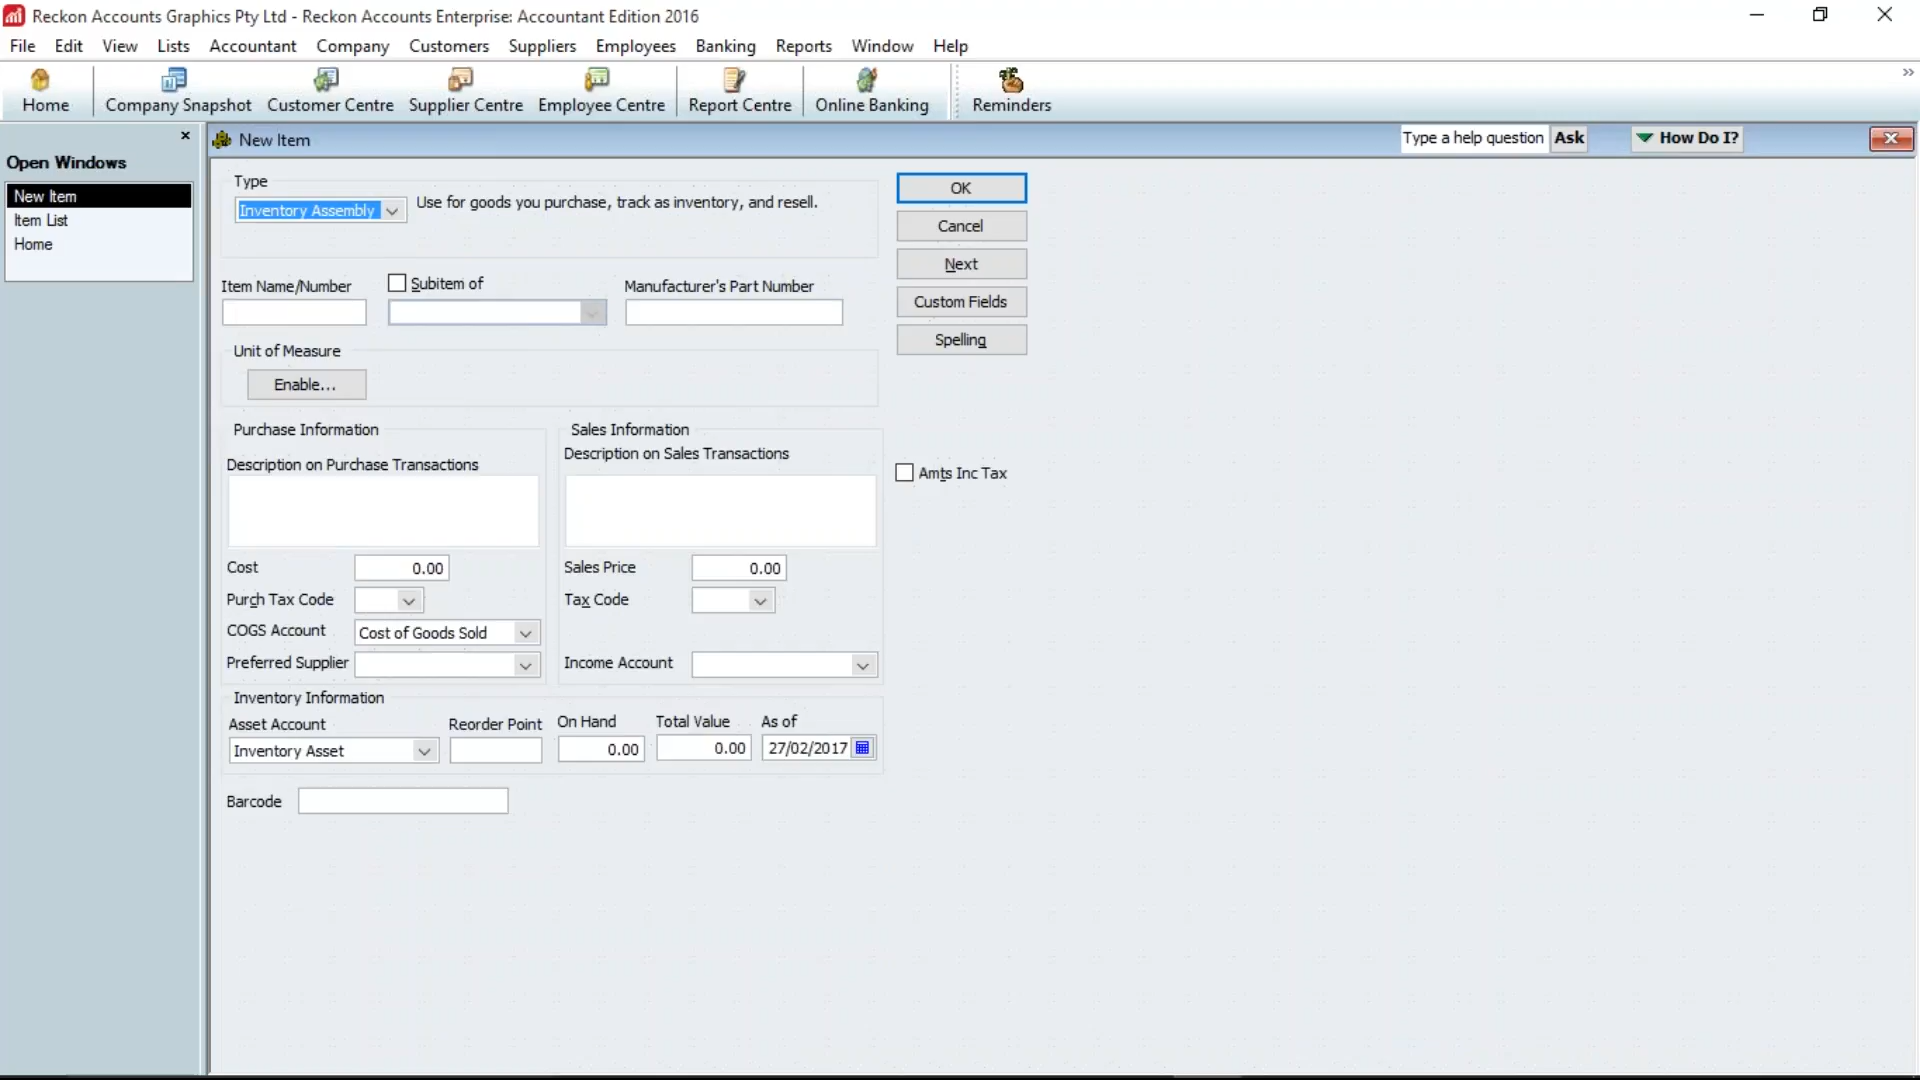 Reckon Accounts Graphics Pty Ltd - Reckon Accounts Enterprise: Accountant Edition 2016
File Edit View Lists Accountant Company Customers Suppliers Employees Banking Reports Window Help
Home Company Snapshot Customer Centre Supplier Centre Employee Centre Report Centre Online Banking Reminders
Open Windows
New Item
Item List
Home
New Item
Type a help question Ask How Do I?
Type
Inventory Assembly Use for goods you purchase, track as inventory, and resell.
OK
Cancel
Next
Custom Fields
Spelling
Item Name/Number Subitem of Manufacturer's Part Number
Unit of Measure
Enable...
Purchase Information
Description on Purchase Transactions
Cost 0.00
Purch Tax Code
COGS Account Cost of Goods Sold
Preferred Supplier
Sales Information
Description on Sales Transactions
Sales Price 0.00
Tax Code
Income Account
Amts Inc Tax
Inventory Information
Asset Account Reorder Point On Hand Total Value As of
Inventory Asset 0.00 0.00 27/02/2017
Barcode